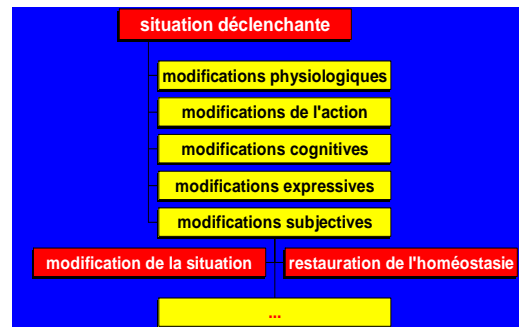 situation déclenchante
modifications physiologiques
modifications de l'action
modifications cognitives
modifications expressives
modifications subjectives
modification de la situation
restauration de l'homéostasie
...